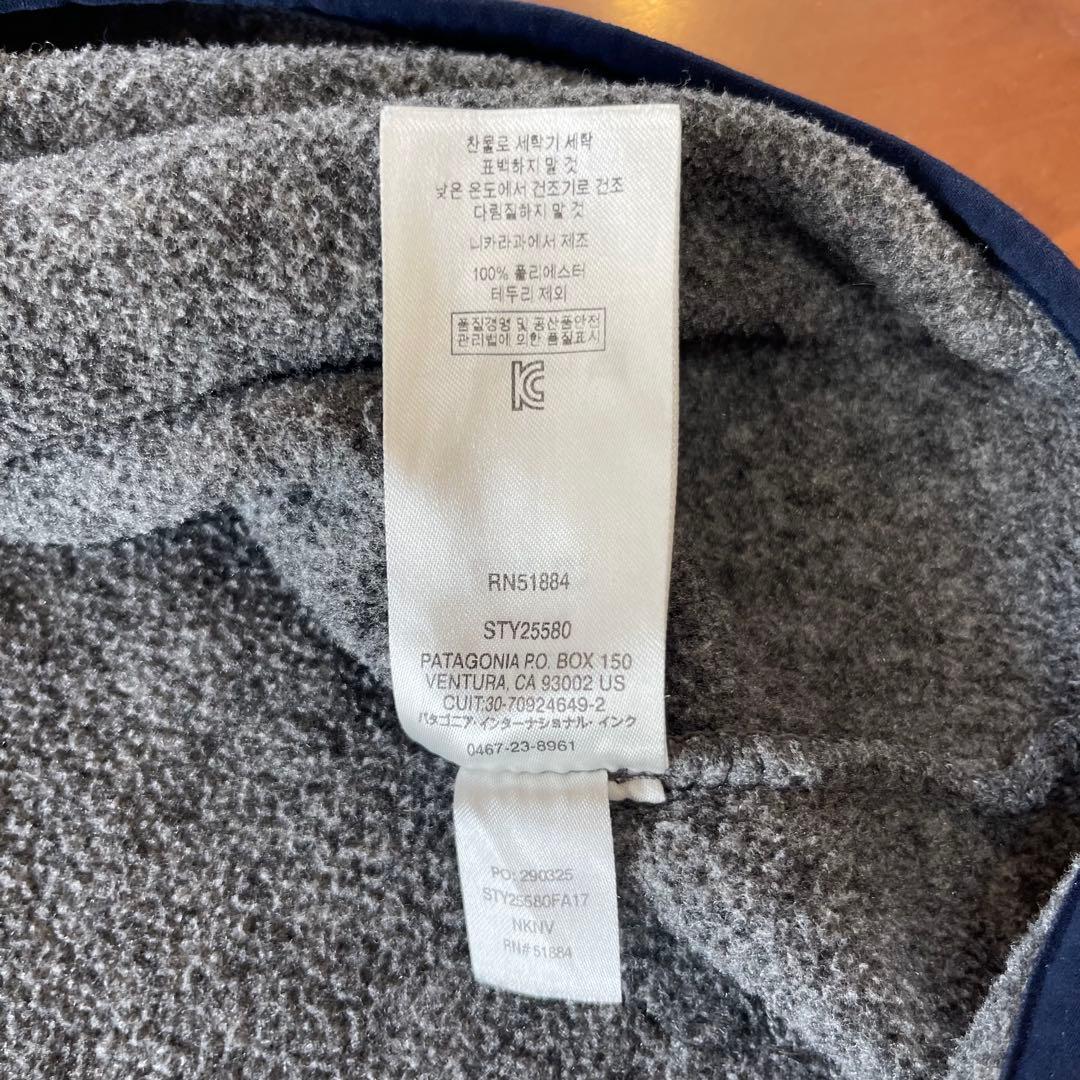 찬물로 세탁기 세탁
표백하지 말 것
낮은 온도에서 건조기로 건조
다림질하지 말 것
니카라과에서 제조
100% 폴리에스터
테두리 제외
품질경영 및 공산품안전
관리법에 의한 품질표시
RN51884
STY25580
PATAGONIA P.O. BOX 150
VENTURA, CA 93002 US
CUIT:30-70924649-2
パタゴニア・インターナショナル・インク
0467-23-8961
PO: 290325
STY25580FA17
NKNV
RN# 51884